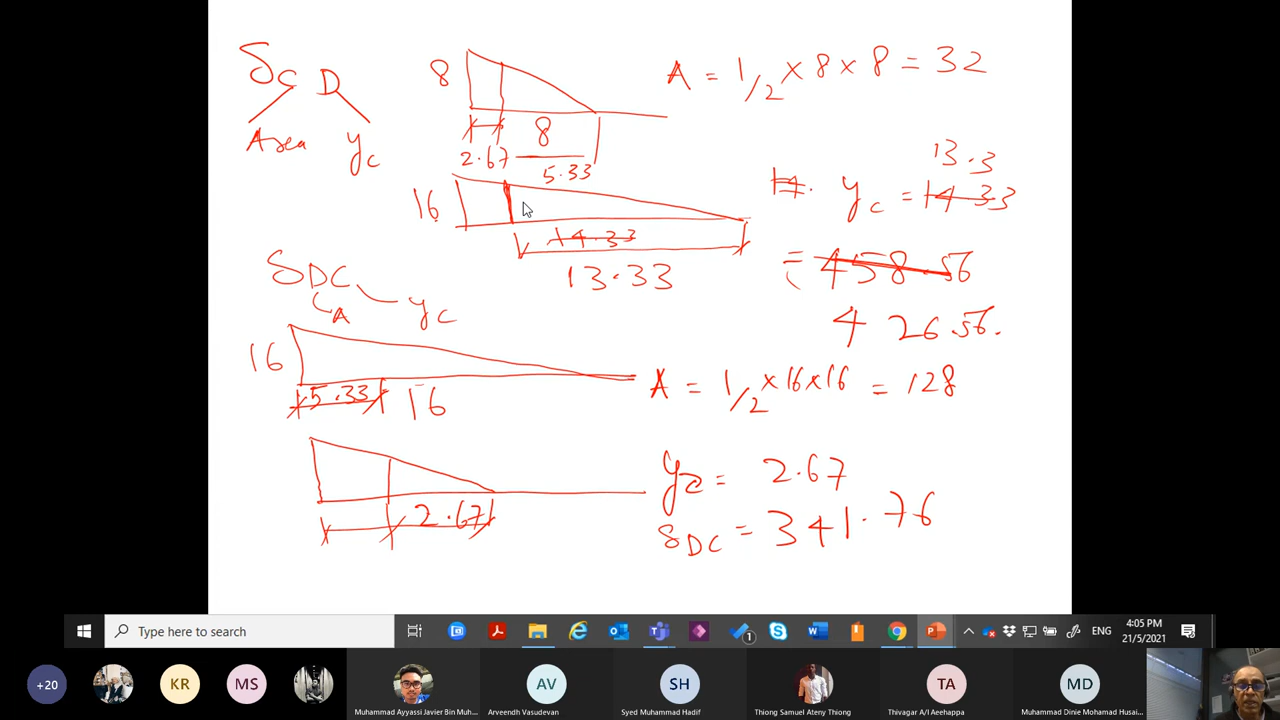 δC D
Area yc
8
2.67 8
5.33
A = 1/2 × 8 × 8 = 32
16
14.33
13.33
14.
13.3
yc = 14.33
= 458.56
426.56.
δDC
A yc
16
5.33 16
A = 1/2 × 16 × 16 = 128
2.67
yc = 2.67
δDC = 341.76
Type here to search
1
ENG
4:05 PM
21/5/2021
+20
KR
MS
Muhammad Ayyassi Javier Bin Muh...
AV
Arveendh Vasudevan
SH
Syed Muhammad Hadif
Thiong Samuel Ateny Thiong
TA
Thivagar A/l Aeehappa
MD
Muhammad Dinie Mohamad Husai...